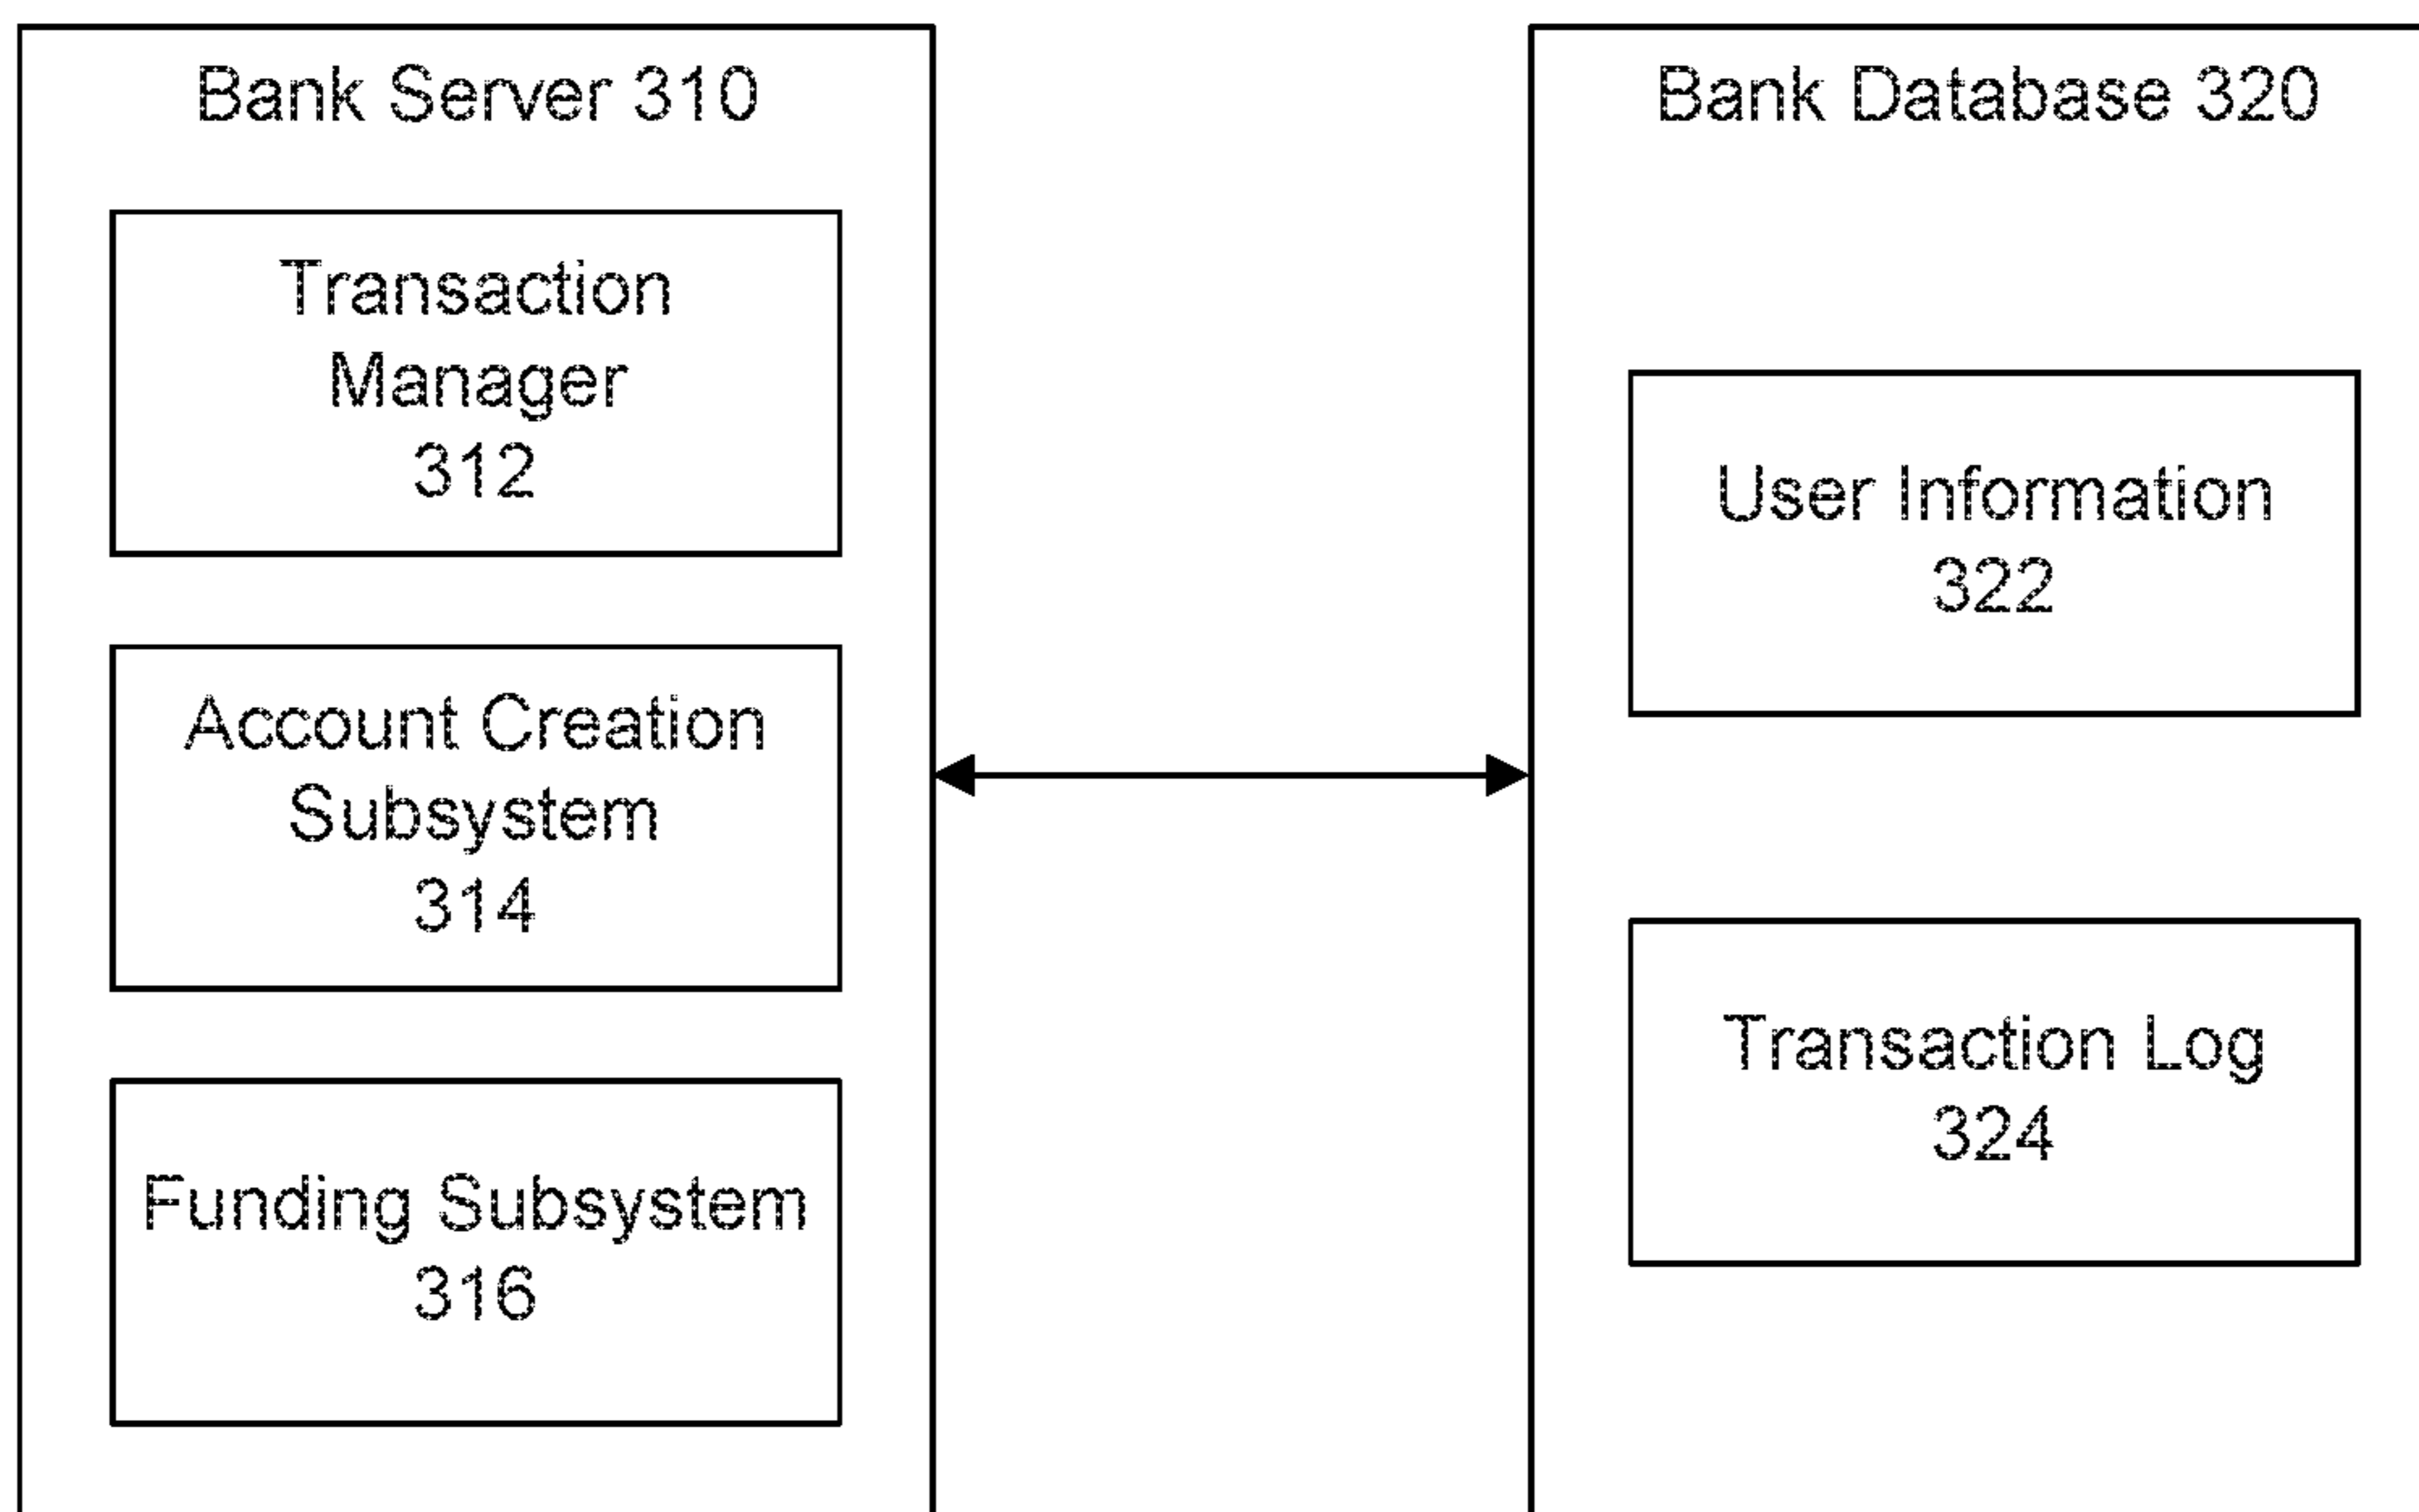 Bank Server 310
Transaction
Manager
312
Account Creation
Subsystem
314
Funding Subsystem
316
Bank Database 320
User Information
322
Transaction Log
324